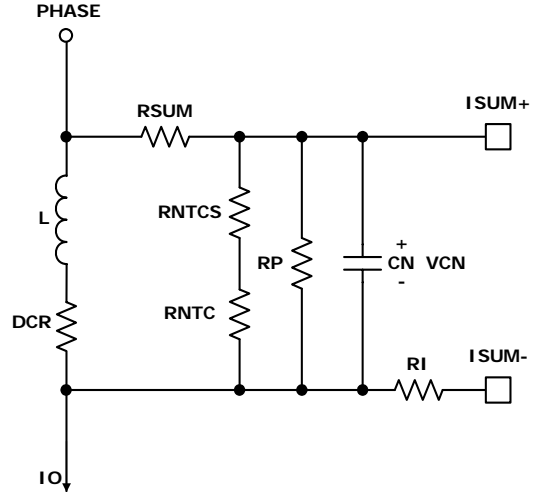 PHASE
RSUM
ISUM+
L
RNTCS
RP
+
CN VCN
-
RNTC
DCR
RI
ISUM-
IO